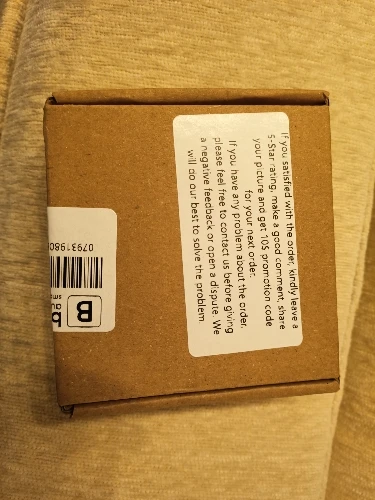 If you satisfied with the order, kindly leave a
5-Star rating, make a good comment, share
your picture and get 10$ promotion code
for your next order.
If you have any problem about the order,
please feel free to contact us before giving
a negative feedback or open a dispute. We
will do our best to solve the problem
B
b